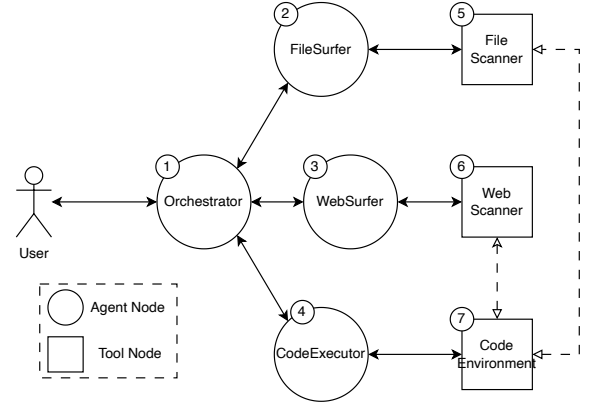 2
FileSurfer
5
File
Scanner
1
Orchestrator
3
WebSurfer
6
Web
Scanner
User
4
CodeExecutor
7
Code
Environment
Agent Node
Tool Node